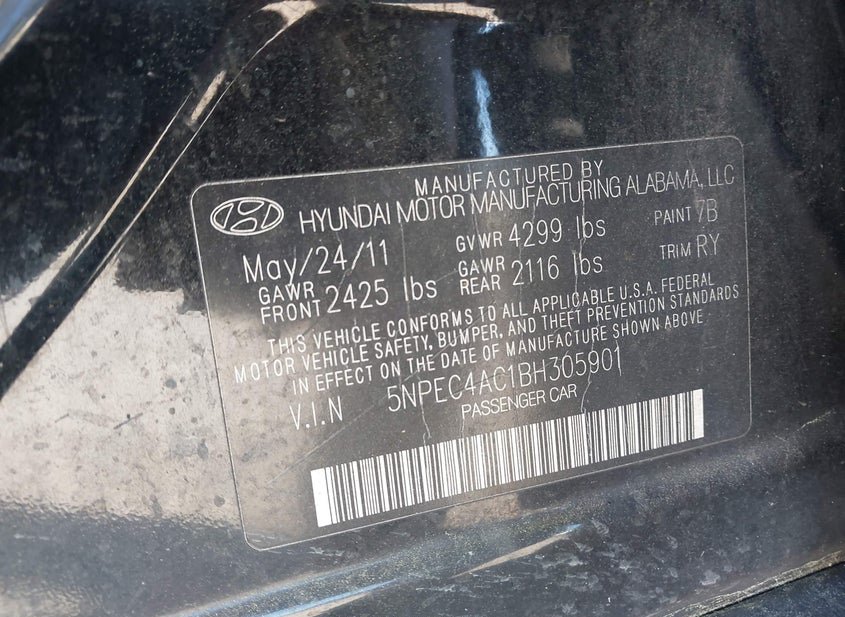 MANUFACTURED BY
HYUNDAI MOTOR MANUFACTURING ALABAMA, LLC
May/24/11 GVWR 4299 lbs PAINT 7B
GAWR FRONT 2425 lbs GAWR REAR 2116 lbs TRIM RY
THIS VEHICLE CONFORMS TO ALL APPLICABLE U.S.A. FEDERAL
MOTOR VEHICLE SAFETY, BUMPER, AND THEFT PREVENTION STANDARDS
IN EFFECT ON THE DATE OF MANUFACTURE SHOWN ABOVE
V.I.N 5NPEC4AC1BH305901
PASSENGER CAR